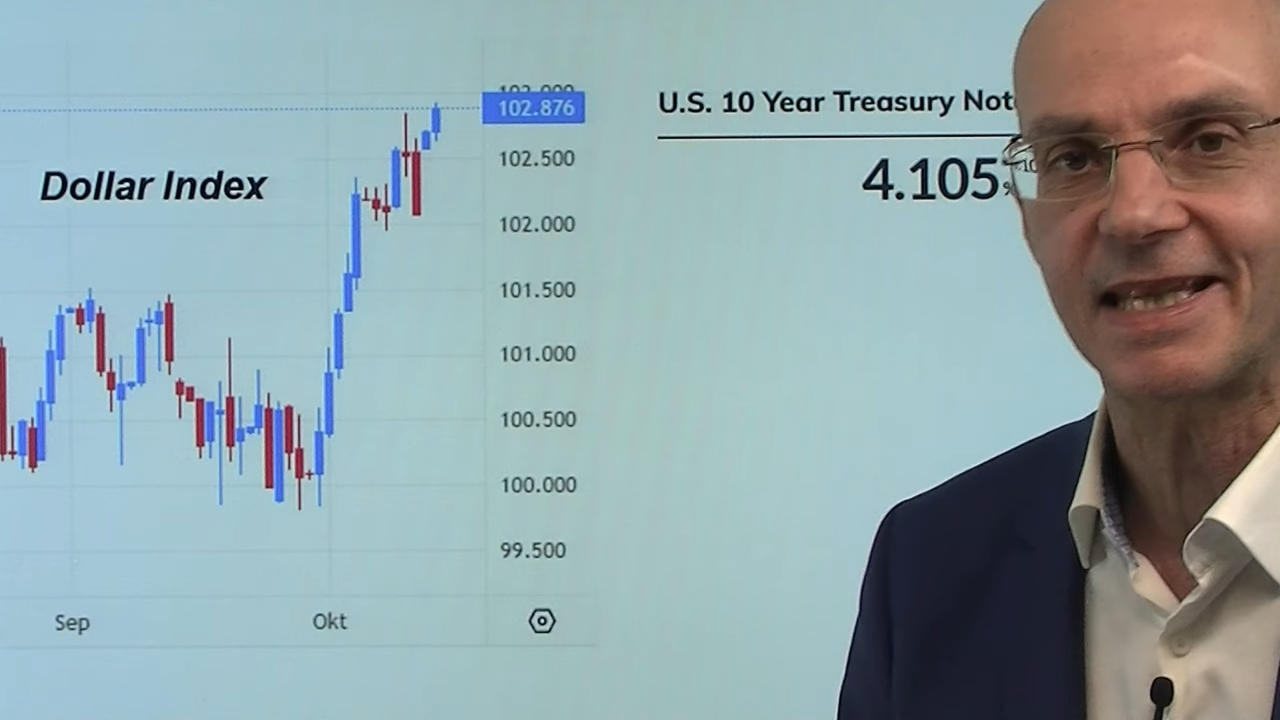 Dollar Index
102.876
102.500
102.000
101.500
101.000
100.500
100.000
99.500
Sep
Okt
U.S. 10 Year Treasury Not
4.105